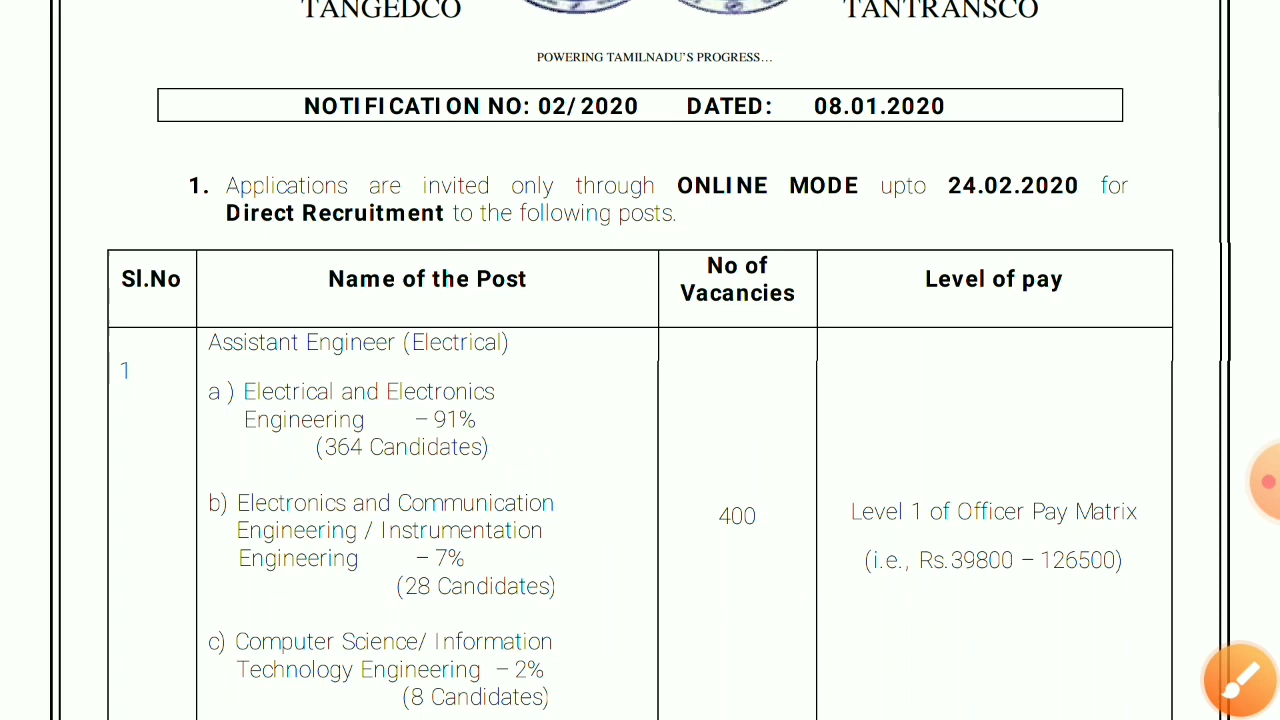 TANGEDCO TANTRANSCO
POWERING TAMILNADU'S PROGRESS...
NOTIFICATION NO: 02/2020 DATED: 08.01.2020
1. Applications are invited only through ONLINE MODE upto 24.02.2020 for
Direct Recruitment to the following posts.
Sl.No Name of the Post No of Vacancies Level of pay
1
Assistant Engineer (Electrical)
a ) Electrical and Electronics
Engineering – 91%
(364 Candidates)
b) Electronics and Communication
Engineering / Instrumentation
Engineering – 7%
(28 Candidates)
c) Computer Science/ Information
Technology Engineering – 2%
(8 Candidates)
400
Level 1 of Officer Pay Matrix
(i.e., Rs.39800 – 126500)